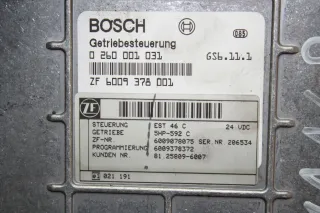 BOSCH
Getriebesteuerung
0 260 001 031 GS6.11.1
ZF 6009 378 001
ZF
STEUERUNG EST 46 C 24 VDC
GETRIEBE 5HP-592 C
ZF-NR 6009078075 SER.NR 206534
PROGRAMMIERUNG 6009370372
KUNDEN NR 81.25809-6007
021 191